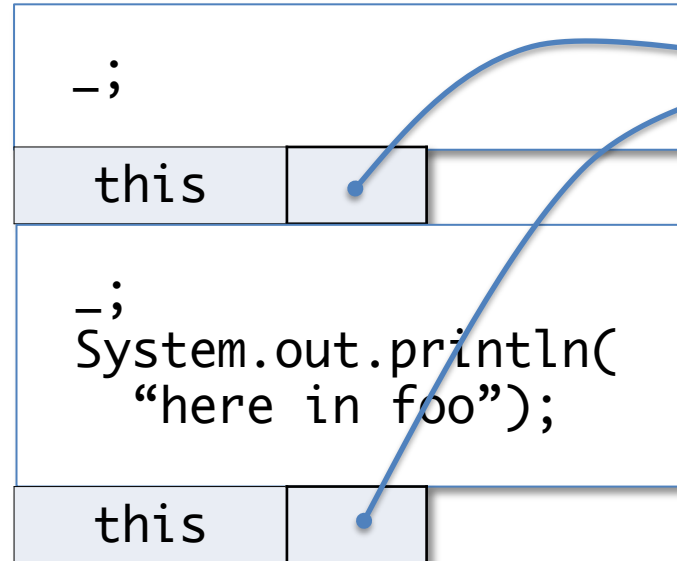 _;
this
_;
System.out.println(
“here in foo”);
this